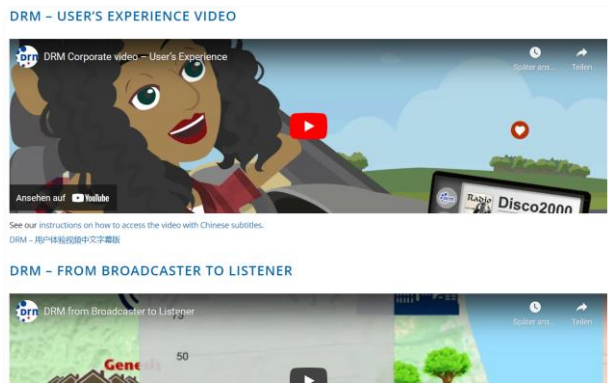 DRM – USER'S EXPERIENCE VIDEO
drm
DRM Corporate video – User's Experience
Später ans...
Teilen
Radio
Disco2000
Ansehen auf YouTube
See our instructions on how to access the video with Chinese subtitles.
DRM – 用户体验视频中文字幕版
DRM – FROM BROADCASTER TO LISTENER
drm
DRM from Broadcaster to Listener
Später ans...
Teilen
75
50
Genesis